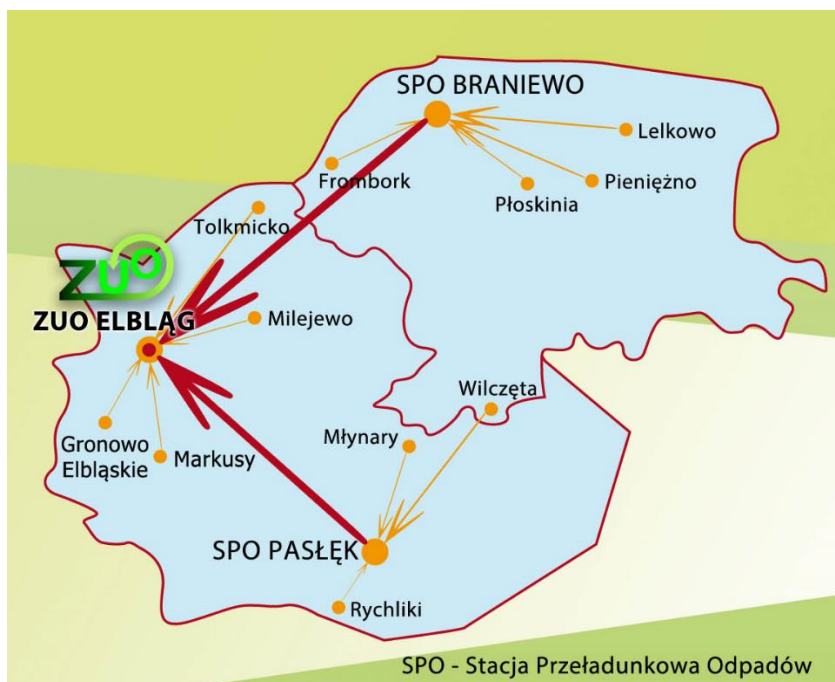 SPO BRANIEWO
Lelkowo
Frombork
Pieniężno
Płoskinia
Tolkmicko
ZUO
ZUO ELBLĄG
Milejewo
Wilczęta
Młynary
Gronowo
Elbląskie
Markusy
SPO PASŁĘK
Rychliki
SPO - Stacja Przeładunkowa Odpadów